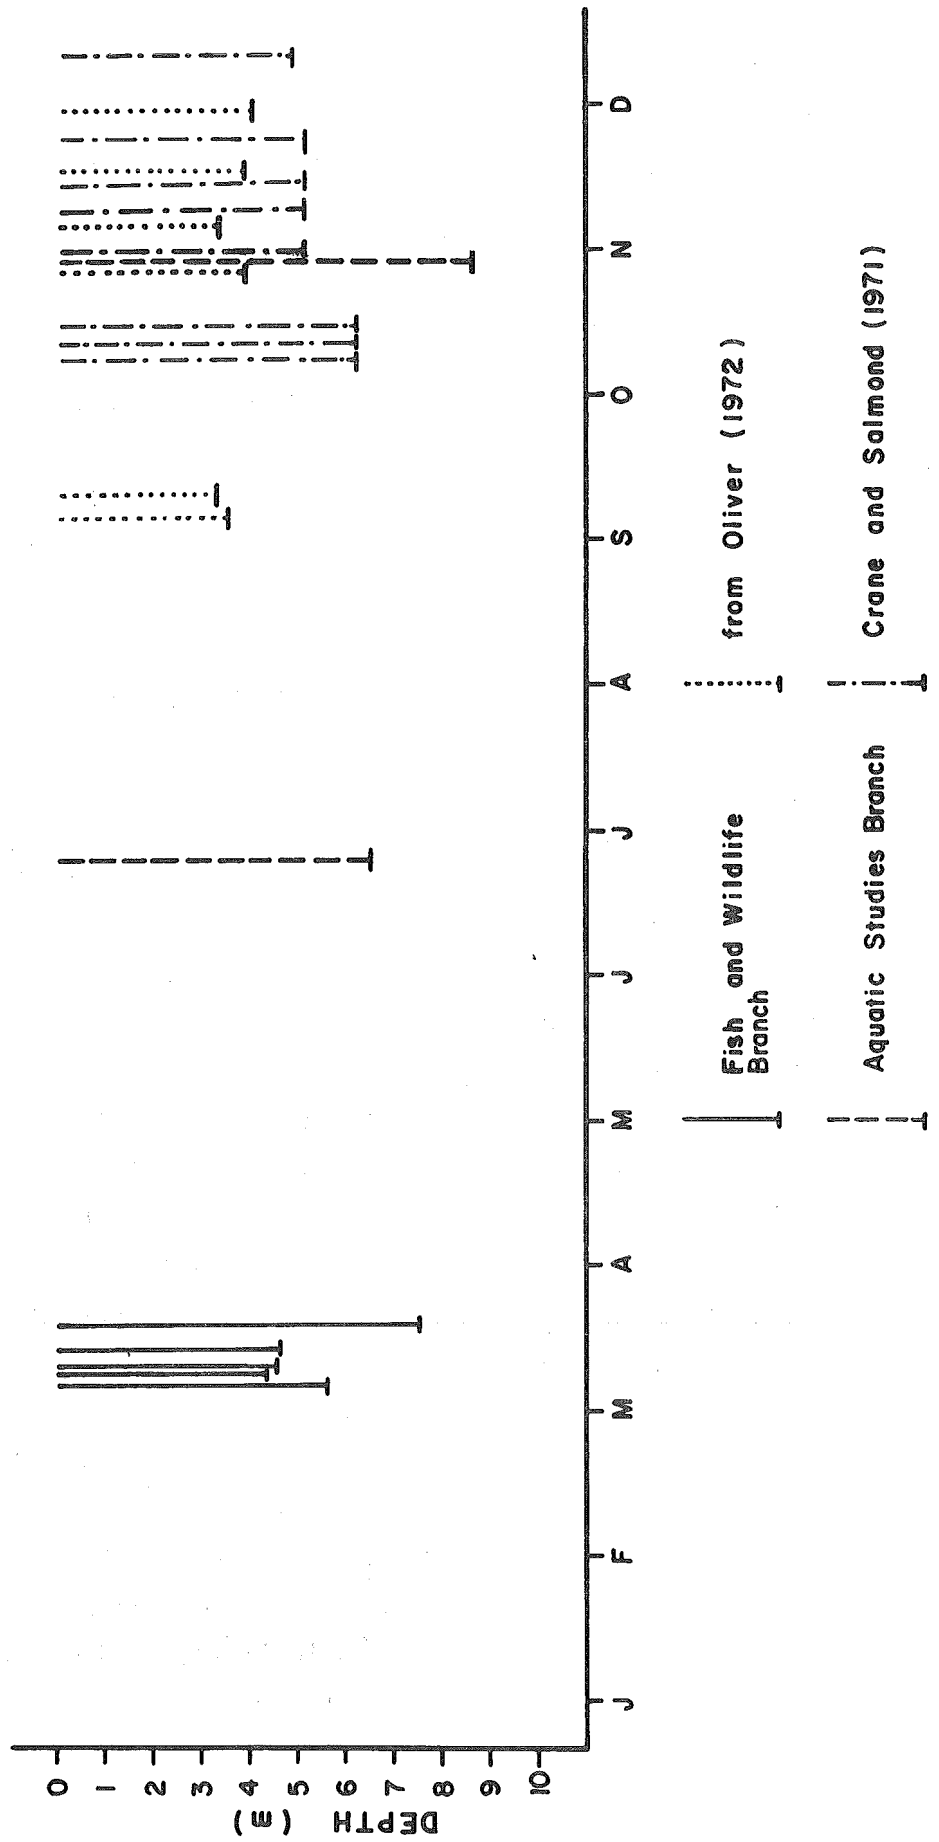 DEPTH (m)
0
1
2
3
4
5
6
7
8
9
10
J F M A M J J A S O N D
Fish and Wildlife
Branch
from Oliver (1972)
Aquatic Studies Branch
Crane and Salmond (1971)